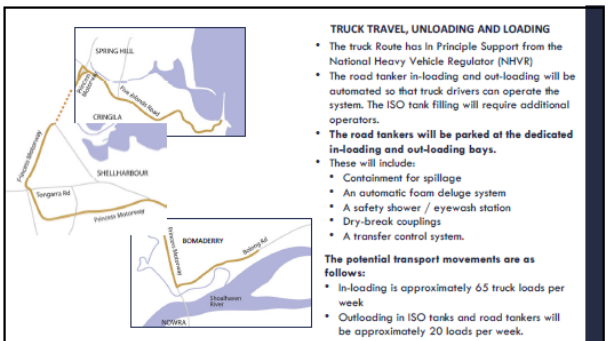 SPRING HILL
Princes Motorway
Five Islands Road
CRINGILA
Princess Motorway
SHELLHARBOUR
Tongarra Rd
Princess Motorway
Princess Motorway
BOMADERRY
Bolong Rd
Shoalhaven
River
NOWRA
TRUCK TRAVEL, UNLOADING AND LOADING
• The truck Route has In Principle Support from the
National Heavy Vehicle Regulator (NHVR)
• The road tanker in-loading and out-loading will be
automated so that truck drivers can operate the
system. The ISO tank filling will require additional
operators.
• The road tankers will be parked at the dedicated
in-loading and out-loading bays.
• These will include:
• Containment for spillage
• An automatic foam deluge system
• A safety shower / eyewash station
• Dry-break couplings
• A transfer control system.
The potential transport movements are as
follows:
• In-loading is approximately 65 truck loads per
week
• Outloading in ISO tanks and road tankers will
be approximately 20 loads per week.